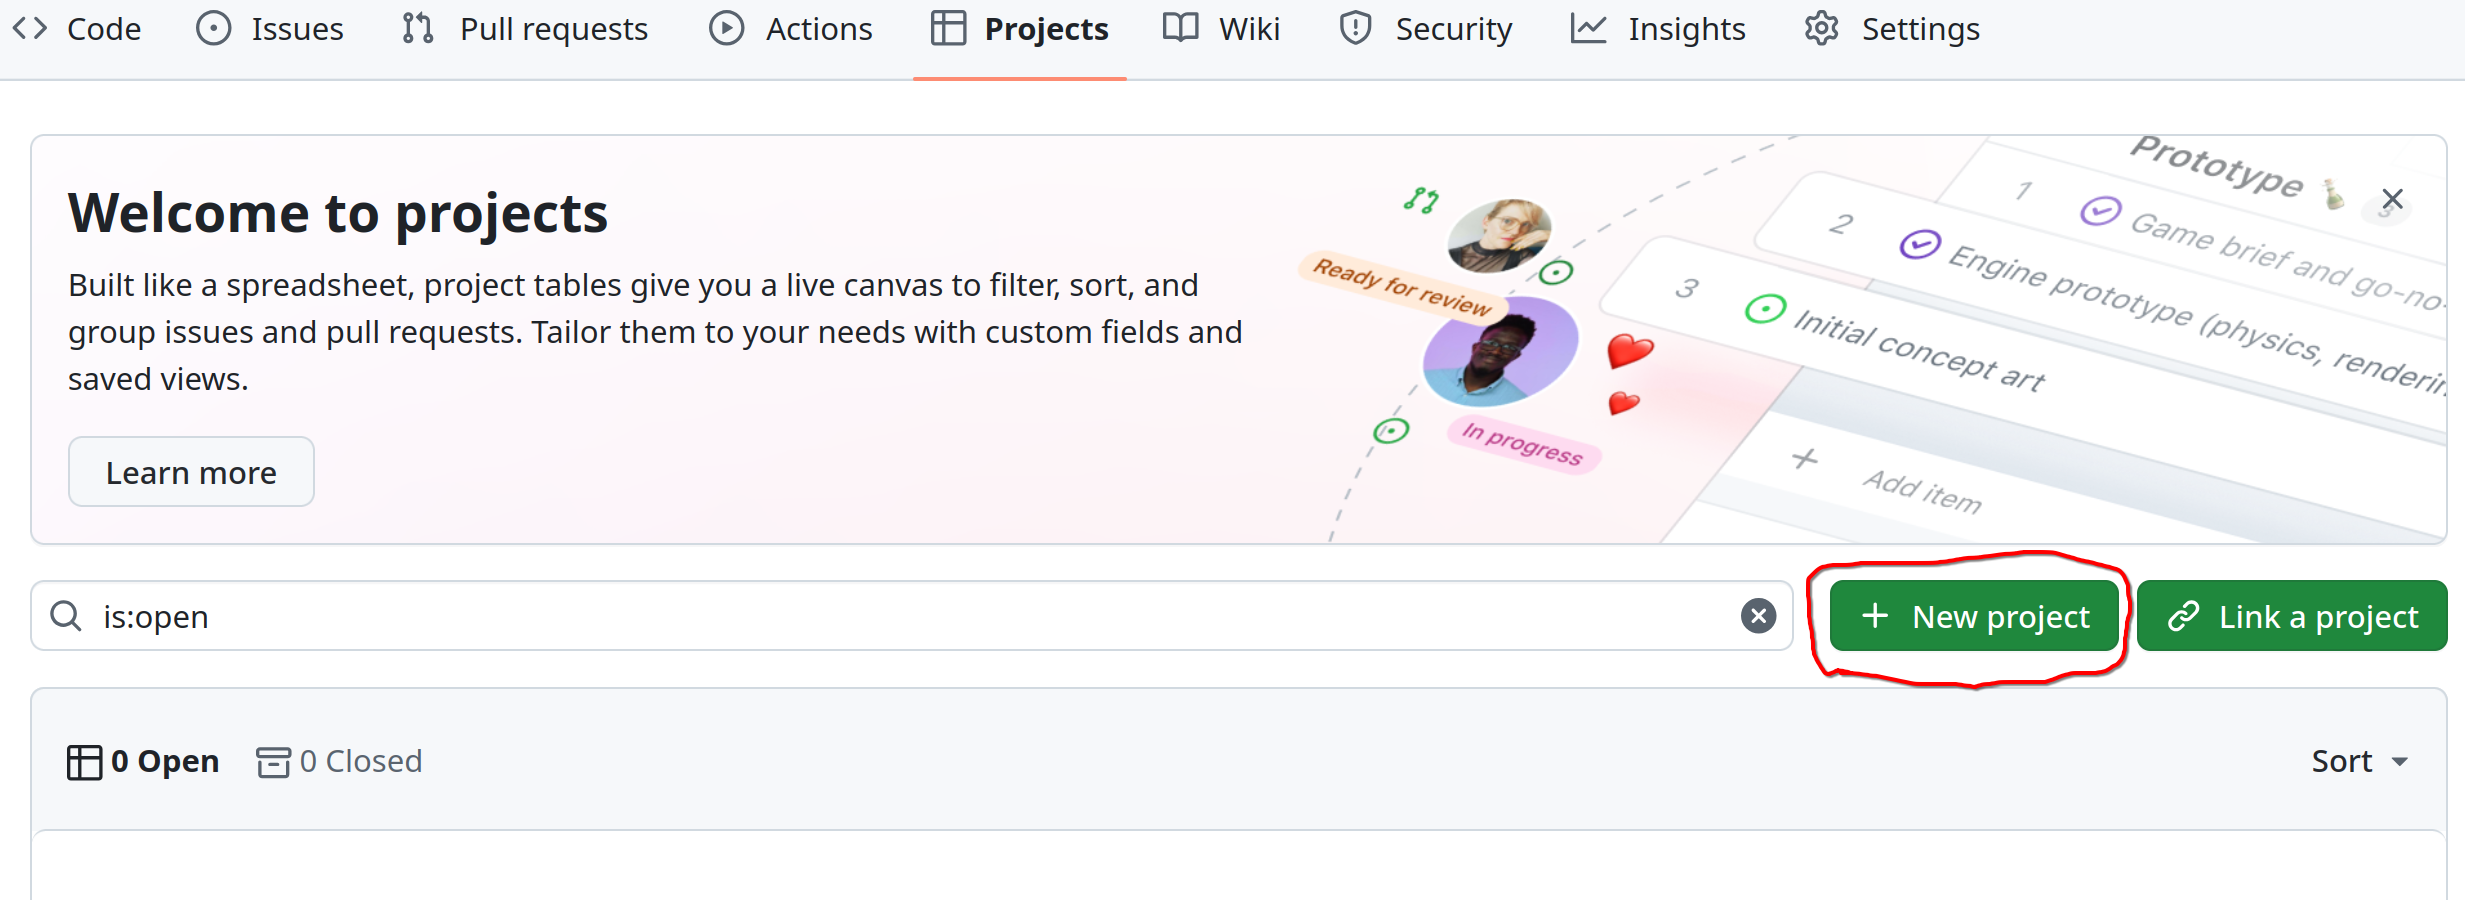 Code Issues Pull requests Actions Projects Wiki Security Insights Settings
Welcome to projects
Built like a spreadsheet, project tables give you a live canvas to filter, sort, and
group issues and pull requests. Tailor them to your needs with custom fields and
saved views.
Learn more
Ready for review
In progress
Prototype 3
1 Game brief and go-no-
2 Engine prototype (physics, renderin
3 Initial concept art
+ Add item
is:open
New project
Link a project
0 Open 0 Closed
Sort